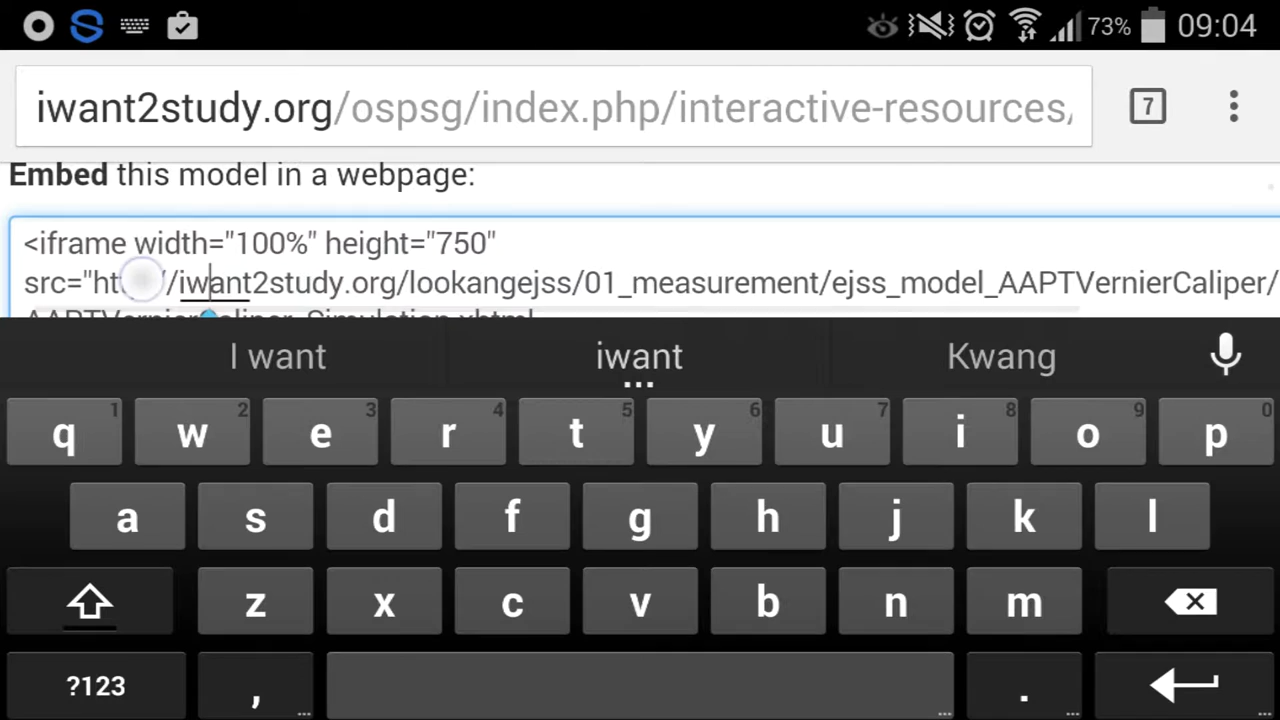 73% 09:04
iwant2study.org/ospsg/index.php/interactive-resources, 7
Embed this model in a webpage:
<iframe width="100%" height="750"
src="ht //iwant2study.org/lookangejss/01_measurement/ejss_model_AAPTVernierCaliper/
AAPTVernierCaliper_Simulation.xhtml
I want iwant Kwang
q 1 w 2 e 3 r 4 t 5 y 6 u 7 i 8 o 9 p 0
a s d f g h j k l
z x c v b n m
?123 , .